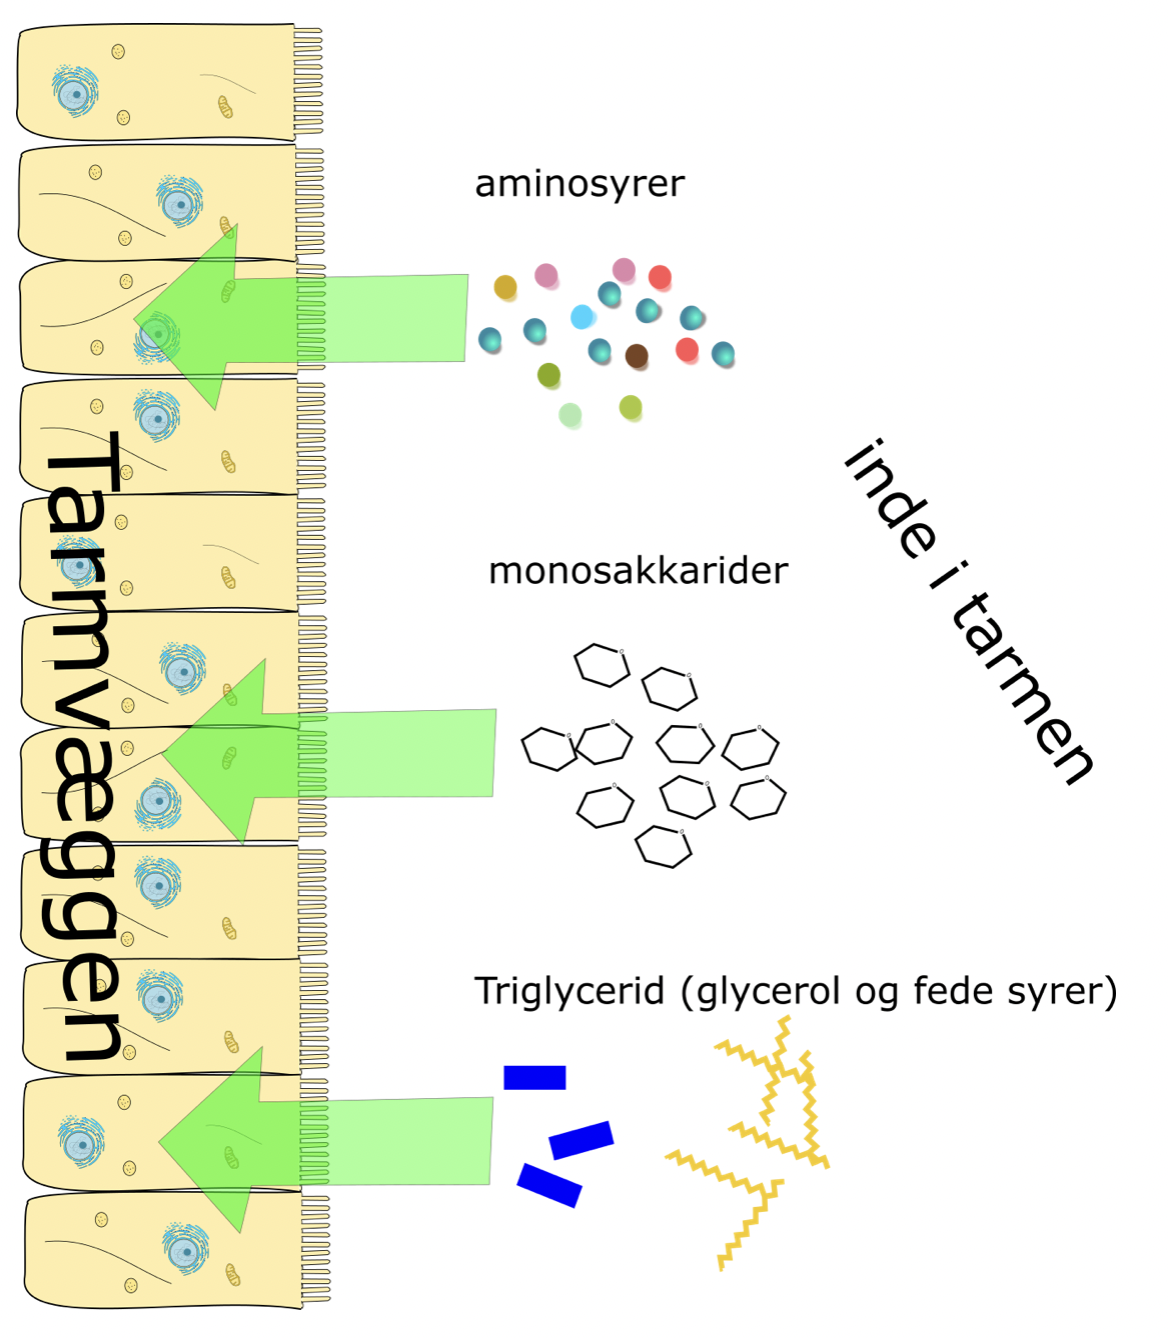 aminosyrer
inde i tarmen
monosakkarider
Tarmvæggen
Triglycerid (glycerol og fede syrer)